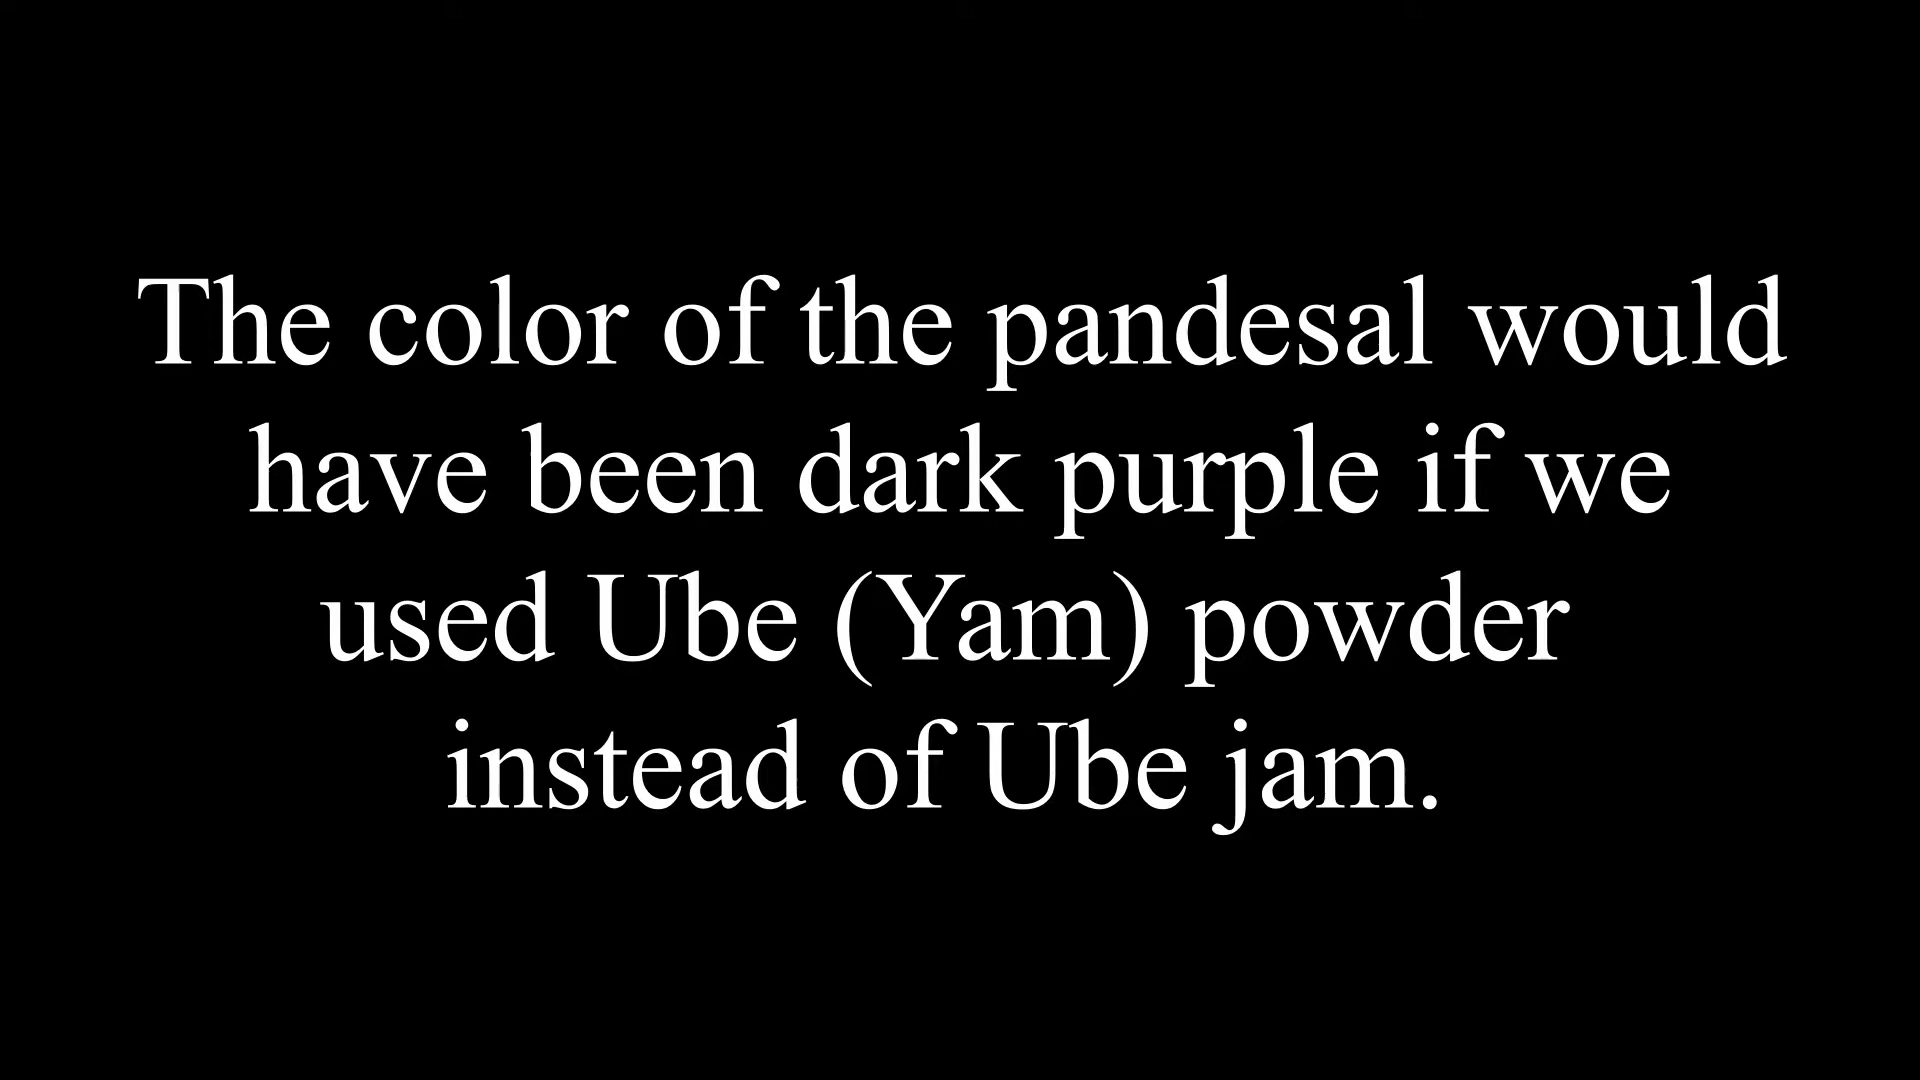 The color of the pandesal would
have been dark purple if we
used Ube (Yam) powder
instead of Ube jam.